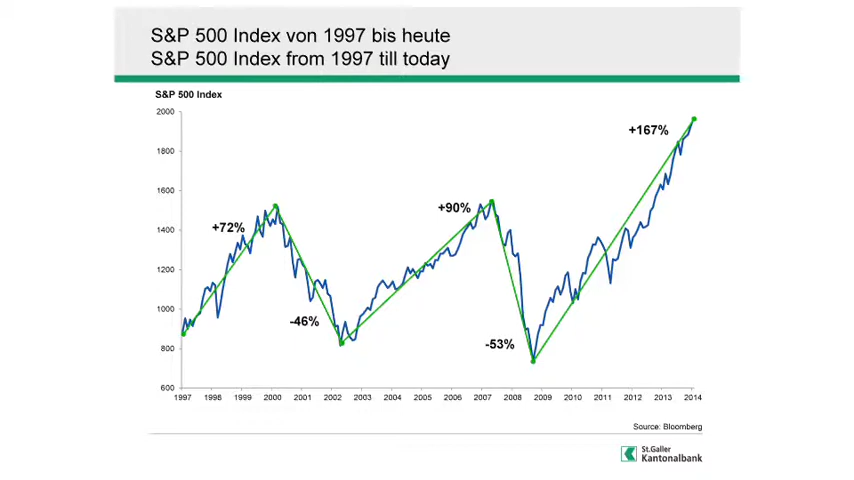 S&P 500 Index von 1997 bis heute
S&P 500 Index from 1997 till today
S&P 500 Index
2000
1800
1600
1400
1200
1000
800
600
+72%
-46%
+90%
-53%
+167%
1997 1998 1999 2000 2001 2002 2003 2004 2005 2006 2007 2008 2009 2010 2011 2012 2013 2014
Source: Bloomberg
St.Galler
Kantonalbank